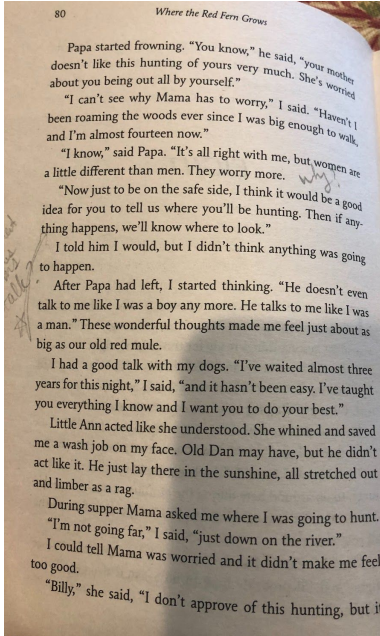 80 Where the Red Fern Grows
Papa started frowning. "You know," he said, "your mother
doesn't like this hunting of yours very much. She's worried
about you being out all by yourself."
"I can't see why Mama has to worry," I said. "Haven't I
been roaming the woods ever since I was big enough to walk,
and I'm almost fourteen now."
"I know," said Papa. "It's all right with me, but women are
a little different than men. They worry more.
why?
"Now just to be on the safe side, I think it would be a good
idea for you to tell us where you'll be hunting. Then if any-
thing happens, we'll know where to look."
I told him I would, but I didn't think anything was going
to happen.
After Papa had left, I started thinking. "He doesn't even
talk to me like I was a boy any more. He talks to me like I was
a man." These wonderful thoughts made me feel just about as
big as our old red mule.
I had a good talk with my dogs. "I've waited almost three
years for this night," I said, "and it hasn't been easy. I've taught
you everything I know and I want you to do your best."
Little Ann acted like she understood. She whined and saved
me a wash job on my face. Old Dan may have, but he didn't
act like it. He just lay there in the sunshine, all stretched out
and limber as a rag.
During supper Mama asked me where I was going to hunt.
"I'm not going far," I said, "just down on the river."
I could tell Mama was worried and it didn't make me feel
too good.
"Billy," she said, "I don't approve of this hunting, but it